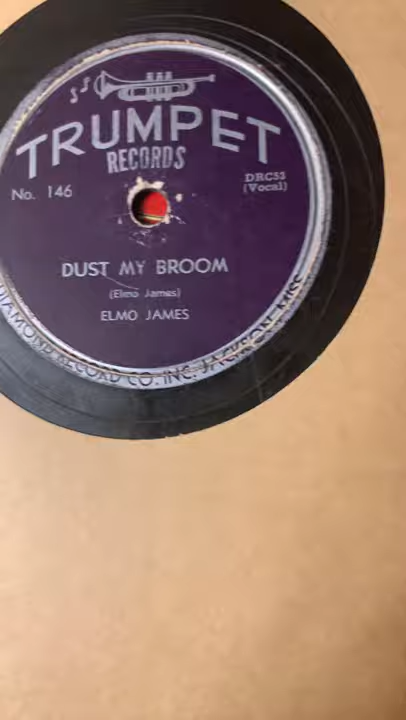 TRUMPET
RECORDS
No. 146
DRC53
(Vocal)
DUST MY BROOM
(Elmo James)
ELMO JAMES
DIAMOND RECORD CO. INC. JACKSON MISS.